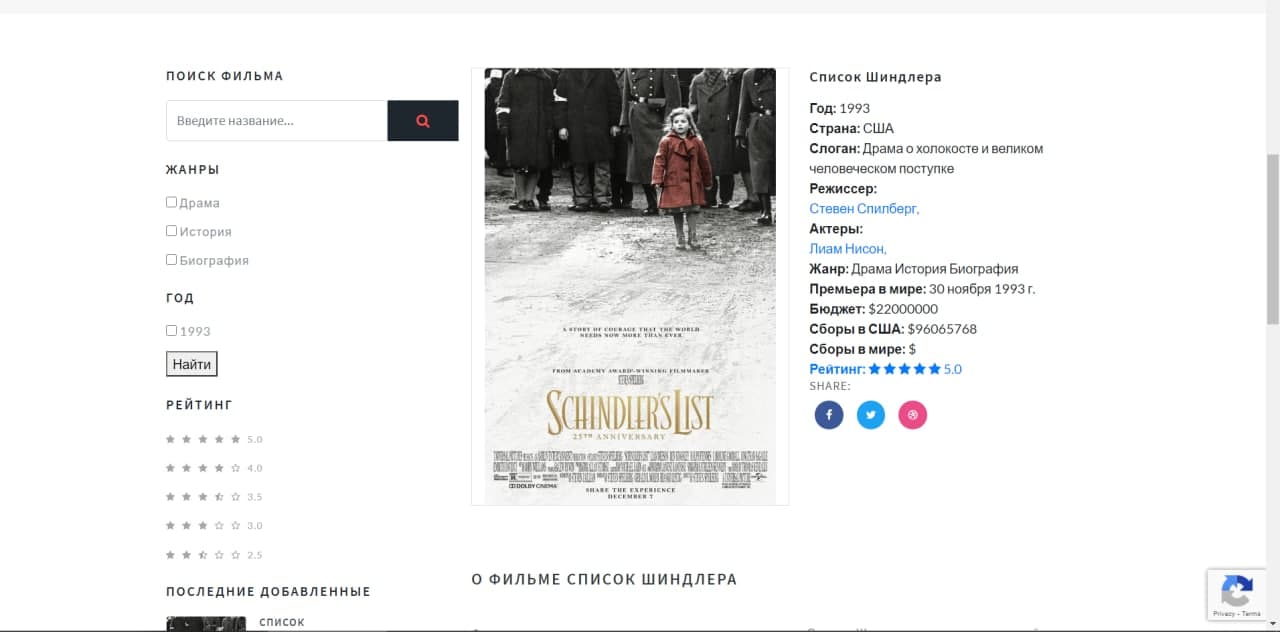 ПОИСК ФИЛЬМА
Введите название...
ЖАНРЫ
Драма
История
Биография
ГОД
1993
Найти
РЕЙТИНГ
5.0
4.0
3.5
3.0
2.5
ПОСЛЕДНИЕ ДОБАВЛЕННЫЕ
СПИСОК
A STORY OF COURAGE THAT THE WORLD
NEEDS NOW MORE THAN EVER.
FROM ACADEMY AWARD®-WINNING FILMMAKER
SCHINDLER'S LIST
25TH ANNIVERSARY
DOLBY CINEMA
SHARE THE EXPERIENCE
DECEMBER 7
Список Шиндлера
Год: 1993
Страна: США
Слоган: Драма о холокосте и великом
человеческом поступке
Режиссер:
Стевен Спилберг,
Актеры:
Лиам Нисон,
Жанр: Драма История Биография
Премьера в мире: 30 ноября 1993 г.
Бюджет: $22000000
Сборы в США: $96065768
Сборы в мире: $
Рейтинг: 5.0
SHARE:
О ФИЛЬМЕ СПИСОК ШИНДЛЕРА
Privacy - Terms